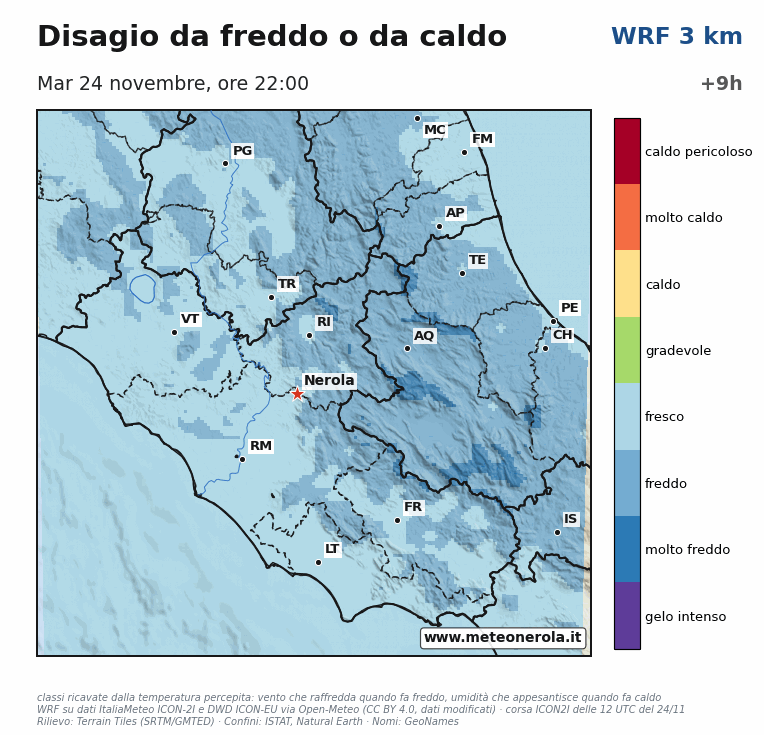 Disagio da freddo o da caldo
WRF 3 km
Mar 24 novembre, ore 22:00
+9h
MC
FM
PG
AP
TE
TR
PE
VT
RI
AQ
CH
Nerola
RM
FR
IS
LT
www.meteonerola.it
caldo pericoloso
molto caldo
caldo
gradevole
fresco
freddo
molto freddo
gelo intenso
classi ricavate dalla temperatura percepita: vento che raffredda quando fa freddo, umidità che appesantisce quando fa caldo
WRF su dati ItaliaMeteo ICON-2I e DWD ICON-EU via Open-Meteo (CC BY 4.0, dati modificati) · corsa ICON2I delle 12 UTC del 24/11
Rilievo: Terrain Tiles (SRTM/GMTED) · Confini: ISTAT, Natural Earth · Nomi: GeoNames